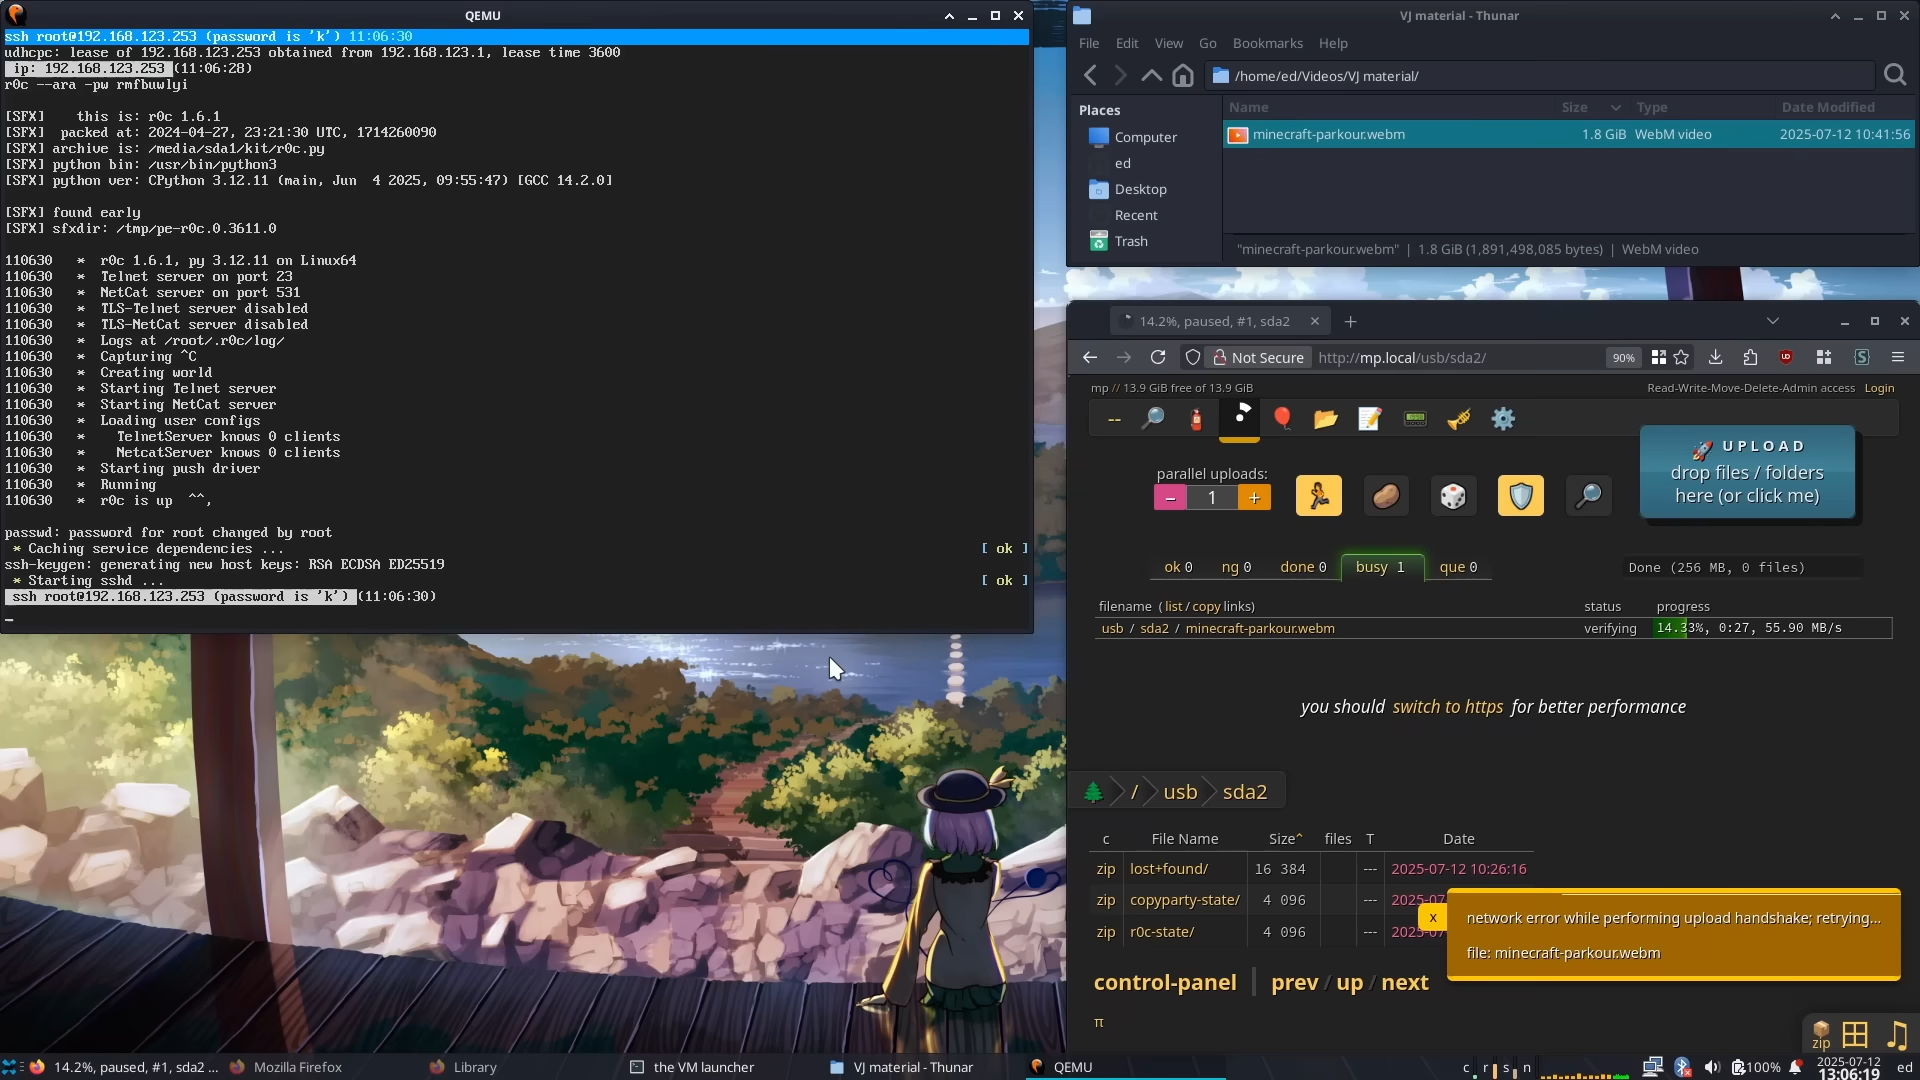 QEMU
ssh root@192.168.123.253 (password is 'k') 11:06:30
udhcpc: lease of 192.168.123.253 obtained from 192.168.123.1, lease time 3600
ip: 192.168.123.253 (11:06:28)
r0c --ara -pw rmfbuwlyi
[SFX]    this is: r0c 1.6.1
[SFX]  packed at: 2024-04-27, 23:21:30 UTC, 1714260090
[SFX] archive is: /media/sda1/kit/r0c.py
[SFX] python bin: /usr/bin/python3
[SFX] python ver: CPython 3.12.11 (main, Jun  4 2025, 09:55:47) [GCC 14.2.0]
[SFX] found early
[SFX] sfxdir: /tmp/pe-r0c.0.3611.0
110630   *  r0c 1.6.1, py 3.12.11 on Linux64
110630   *  Telnet server on port 23
110630   *  NetCat server on port 531
110630   *  TLS-Telnet server disabled
110630   *  TLS-NetCat server disabled
110630   *  Logs at /root/.r0c/log/
110630   *  Capturing ^C
110630   *  Creating world
110630   *  Starting Telnet server
110630   *  Starting NetCat server
110630   *  Loading user configs
110630   *    TelnetServer knows 0 clients
110630   *    NetcatServer knows 0 clients
110630   *  Starting push driver
110630   *  Running
110630   *  r0c is up  ^^,
passwd: password for root changed by root
* Caching service dependencies ... [ ok ]
ssh-keygen: generating new host keys: RSA ECDSA ED25519
* Starting sshd ... [ ok ]
ssh root@192.168.123.253 (password is 'k') (11:06:30)
VJ material - Thunar
File Edit View Go Bookmarks Help
/home/ed/Videos/VJ material/
Places
Computer
ed
Desktop
Recent
Trash
Name Size Type Date Modified
minecraft-parkour.webm 1.8 GiB WebM video 2025-07-12 10:41:56
"minecraft-parkour.webm" | 1.8 GiB (1,891,498,085 bytes) | WebM video
14.2%, paused, #1, sda2
Not Secure http://mp.local/usb/sda2/ 90%
mp // 13.9 GiB free of 13.9 GiB
Read-Write-Move-Delete-Admin access Login
--
parallel uploads:
– 1 +
UPLOAD
drop files / folders
here (or click me)
ok 0 ng 0 done 0 busy 1 que 0
Done (256 MB, 0 files)
filename (list / copy links) status progress
usb / sda2 / minecraft-parkour.webm verifying 14.33%, 0:27, 55.90 MB/s
you should switch to https for better performance
/ usb sda2
c File Name Size^ files T Date
zip lost+found/ 16 384 --- 2025-07-12 10:26:16
zip copyparty-state/ 4 096 --- 2025-07
zip r0c-state/ 4 096 --- 2025-07
x
network error while performing upload handshake; retrying...
file: minecraft-parkour.webm
control-panel prev / up / next
π
zip
14.2%, paused, #1, sda2 ...
Mozilla Firefox
Library
the VM launcher
VJ material - Thunar
QEMU
c r s n
100%
2025-07-12
13:06:19
ed